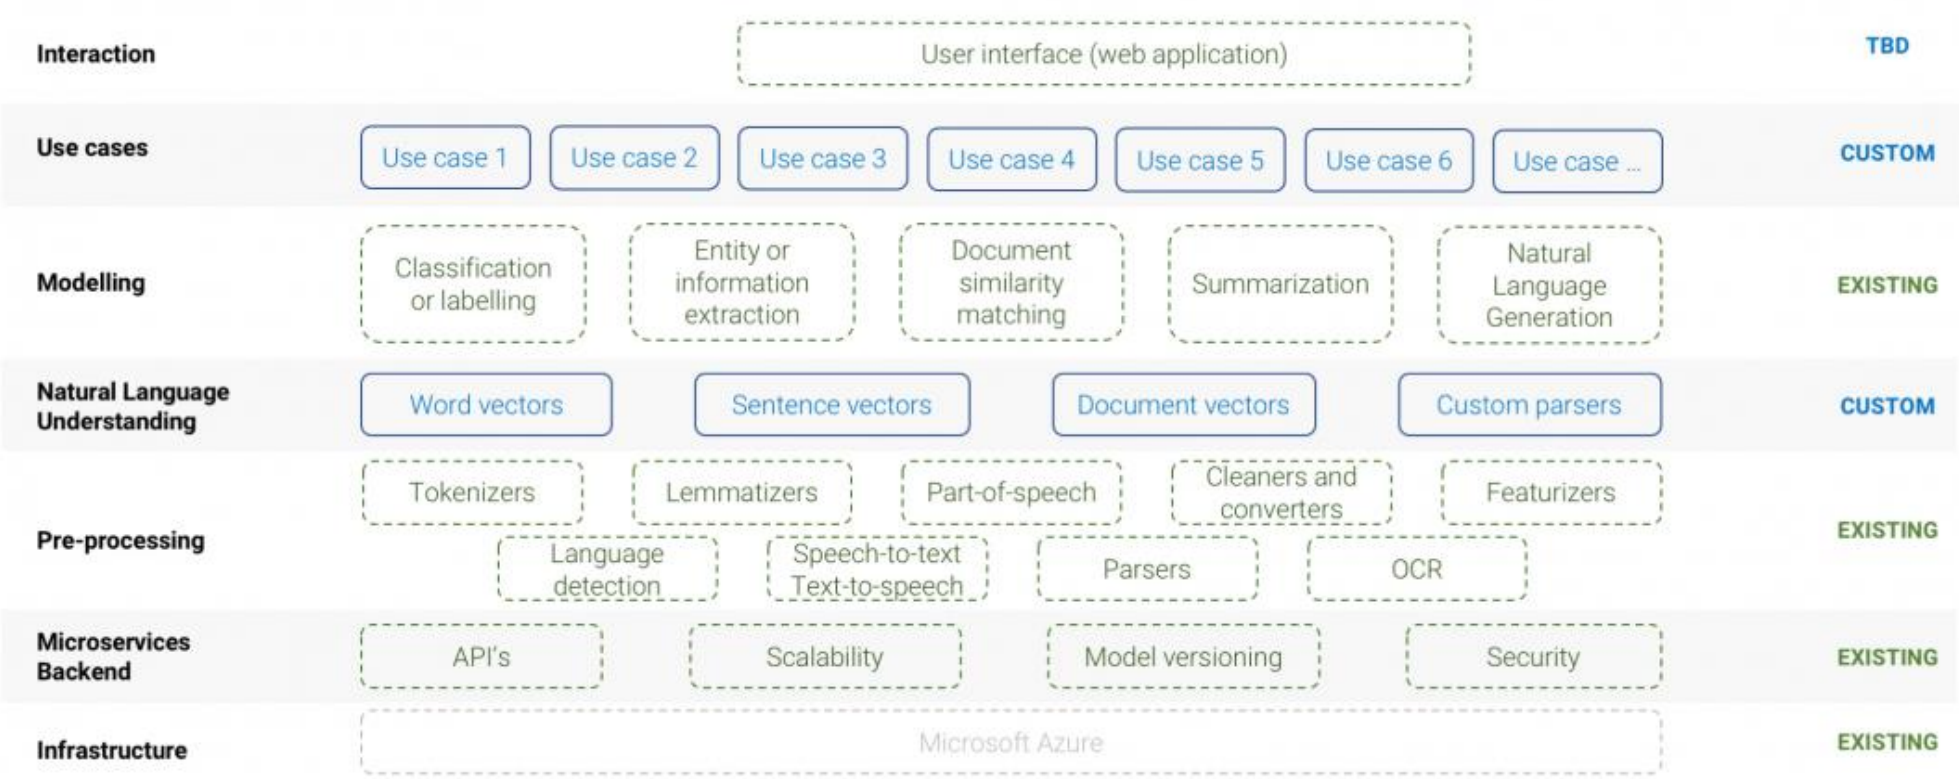 Interaction
User interface (web application)
TBD
Use cases
Use case 1
Use case 2
Use case 3
Use case 4
Use case 5
Use case 6
Use case ...
CUSTOM
Modelling
Classification
or labelling
Entity or
information
extraction
Document
similarity
matching
Summarization
Natural
Language
Generation
EXISTING
Natural Language
Understanding
Word vectors
Sentence vectors
Document vectors
Custom parsers
CUSTOM
Pre-processing
Tokenizers
Lemmatizers
Part-of-speech
Cleaners and
converters
Featurizers
Language
detection
Speech-to-text
Text-to-speech
Parsers
OCR
EXISTING
Microservices
Backend
API's
Scalability
Model versioning
Security
EXISTING
Infrastructure
Microsoft Azure
EXISTING